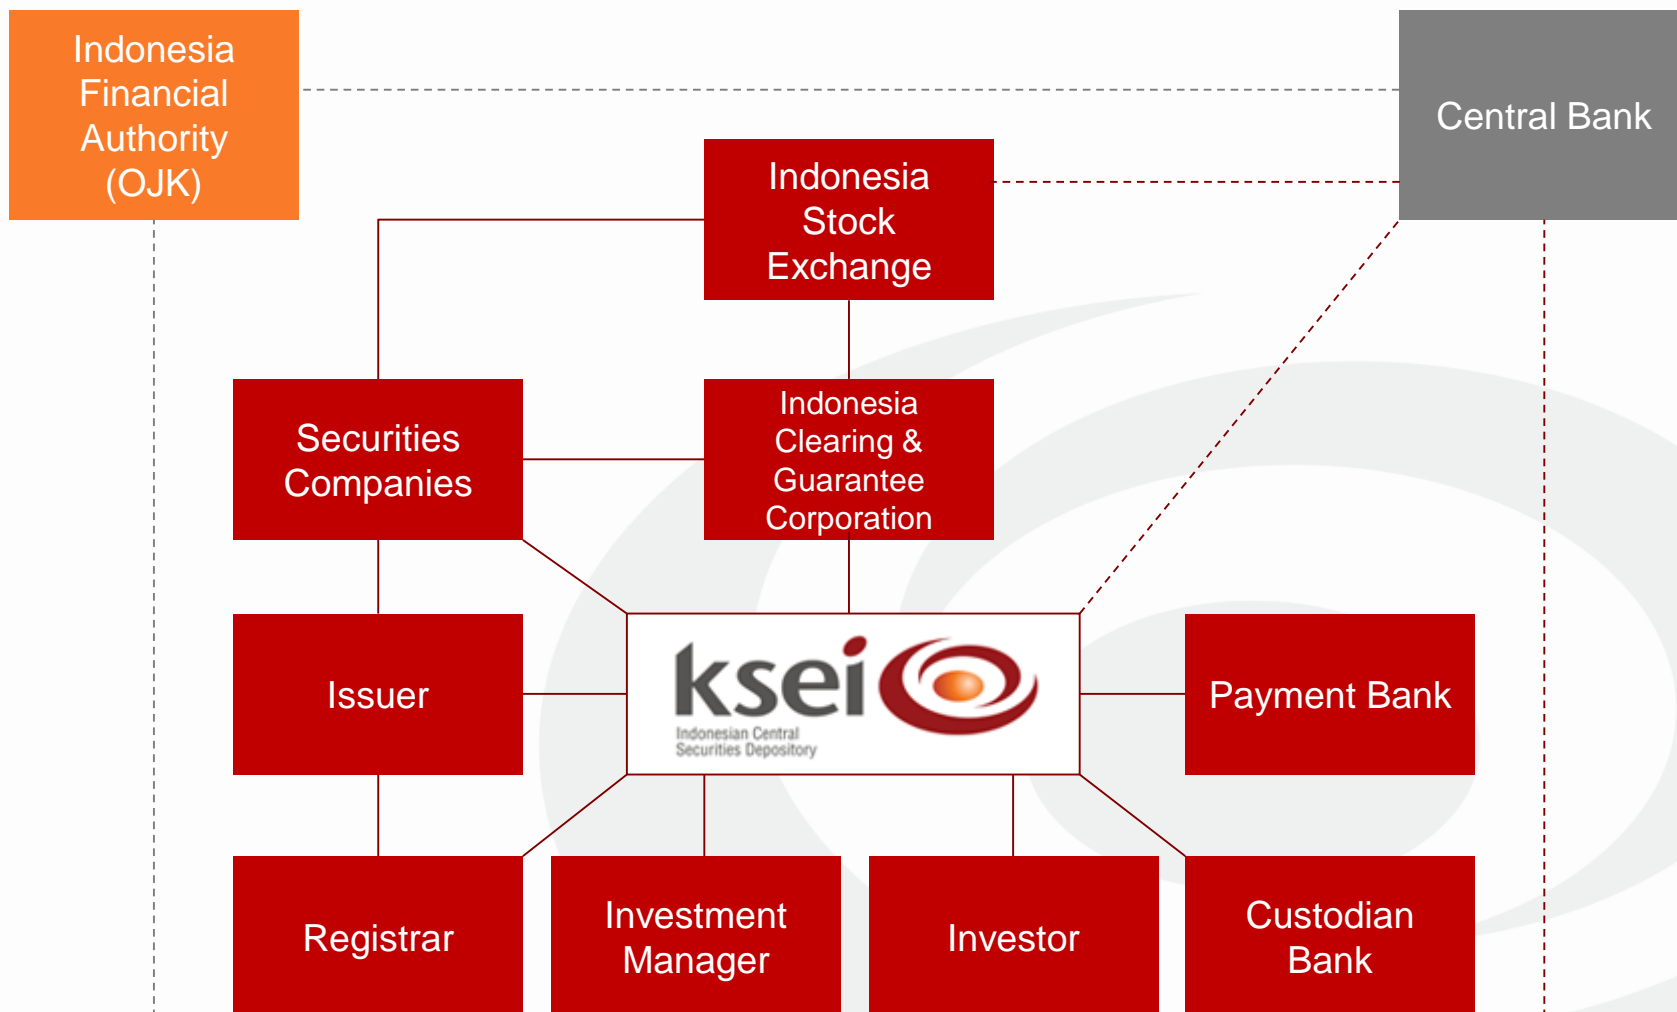 Indonesia
Financial
Authority
(OJK)
Central Bank
Indonesia
Stock
Exchange
Securities
Companies
Indonesia
Clearing &
Guarantee
Corporation
Issuer
ksei
Indonesian Central
Securities Depository
Payment Bank
Registrar
Investment
Manager
Investor
Custodian
Bank